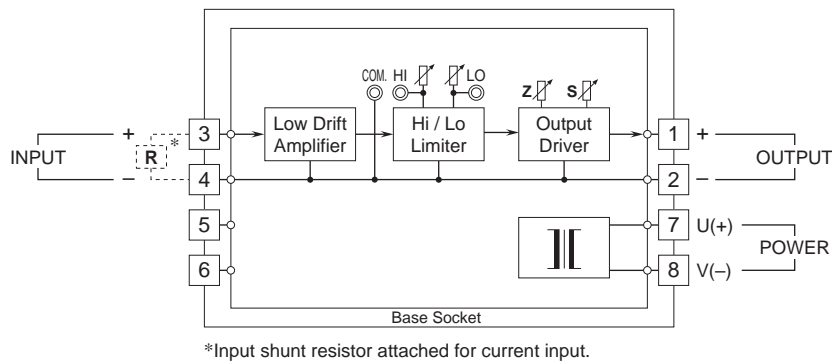 COM. HI LO
Z S
3 Low Drift Amplifier Hi / Lo Limiter Output Driver 1
+ R * +
INPUT OUTPUT
− 4 2 −
5 7 U(+)
POWER
6 8 V(–)
Base Socket
*Input shunt resistor attached for current input.